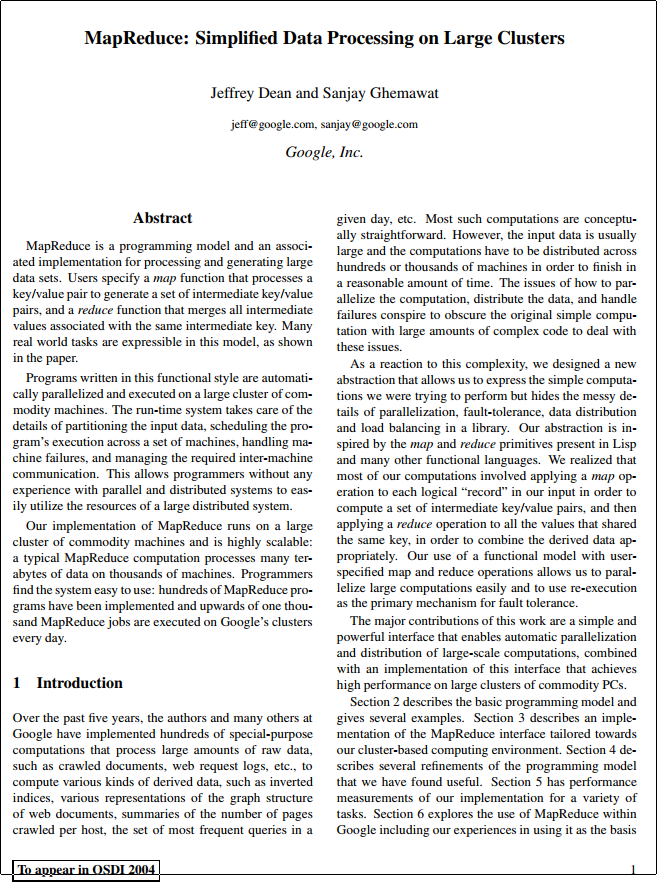 MapReduce: Simplified Data Processing on Large Clusters
Jeffrey Dean and Sanjay Ghemawat
jeff@google.com, sanjay@google.com
Google, Inc.
Abstract
MapReduce is a programming model and an associ-
ated implementation for processing and generating large
data sets. Users specify a map function that processes a
key/value pair to generate a set of intermediate key/value
pairs, and a reduce function that merges all intermediate
values associated with the same intermediate key. Many
real world tasks are expressible in this model, as shown
in the paper.
Programs written in this functional style are automati-
cally parallelized and executed on a large cluster of com-
modity machines. The run-time system takes care of the
details of partitioning the input data, scheduling the pro-
gram's execution across a set of machines, handling ma-
chine failures, and managing the required inter-machine
communication. This allows programmers without any
experience with parallel and distributed systems to eas-
ily utilize the resources of a large distributed system.
Our implementation of MapReduce runs on a large
cluster of commodity machines and is highly scalable:
a typical MapReduce computation processes many ter-
abytes of data on thousands of machines. Programmers
find the system easy to use: hundreds of MapReduce pro-
grams have been implemented and upwards of one thou-
sand MapReduce jobs are executed on Google's clusters
every day.
1 Introduction
Over the past five years, the authors and many others at
Google have implemented hundreds of special-purpose
computations that process large amounts of raw data,
such as crawled documents, web request logs, etc., to
compute various kinds of derived data, such as inverted
indices, various representations of the graph structure
of web documents, summaries of the number of pages
crawled per host, the set of most frequent queries in a
given day, etc. Most such computations are conceptu-
ally straightforward. However, the input data is usually
large and the computations have to be distributed across
hundreds or thousands of machines in order to finish in
a reasonable amount of time. The issues of how to par-
allelize the computation, distribute the data, and handle
failures conspire to obscure the original simple compu-
tation with large amounts of complex code to deal with
these issues.
As a reaction to this complexity, we designed a new
abstraction that allows us to express the simple computa-
tions we were trying to perform but hides the messy de-
tails of parallelization, fault-tolerance, data distribution
and load balancing in a library. Our abstraction is in-
spired by the map and reduce primitives present in Lisp
and many other functional languages. We realized that
most of our computations involved applying a map op-
eration to each logical “record” in our input in order to
compute a set of intermediate key/value pairs, and then
applying a reduce operation to all the values that shared
the same key, in order to combine the derived data ap-
propriately. Our use of a functional model with user-
specified map and reduce operations allows us to paral-
lelize large computations easily and to use re-execution
as the primary mechanism for fault tolerance.
The major contributions of this work are a simple and
powerful interface that enables automatic parallelization
and distribution of large-scale computations, combined
with an implementation of this interface that achieves
high performance on large clusters of commodity PCs.
Section 2 describes the basic programming model and
gives several examples. Section 3 describes an imple-
mentation of the MapReduce interface tailored towards
our cluster-based computing environment. Section 4 de-
scribes several refinements of the programming model
that we have found useful. Section 5 has performance
measurements of our implementation for a variety of
tasks. Section 6 explores the use of MapReduce within
Google including our experiences in using it as the basis
To appear in OSDI 2004
1